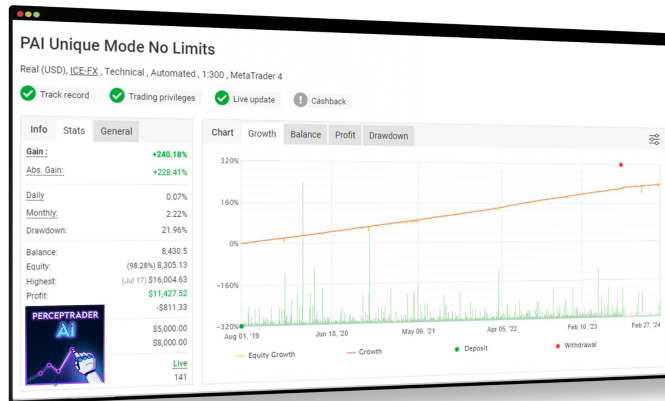 PAI Unique Mode No Limits
Real (USD), ICE-FX , Technical , Automated , 1:300 , MetaTrader 4
Track record Trading privileges Live update Cashback
Info Stats General
Gain : +240.18%
Abs. Gain: +228.41%
Daily 0.07%
Monthly: 2.22%
Drawdown: 21.96%
Balance: 8,430.5
Equity: (98.28%) 8,305.13
Highest: (Jul 17) $16,004.63
Profit: $11,427.52
-$811.33
$5,000.00
$8,000.00
Live
141
PERCEPTRADER
Ai
Chart Growth Balance Profit Drawdown
320%
160%
0%
-160%
-320%
Aug 01, '19 Jun 18, '20 May 06, '21 Apr 05, '22 Feb 10, '23 Feb 27, '24
Equity Growth Growth Deposit Withdrawal